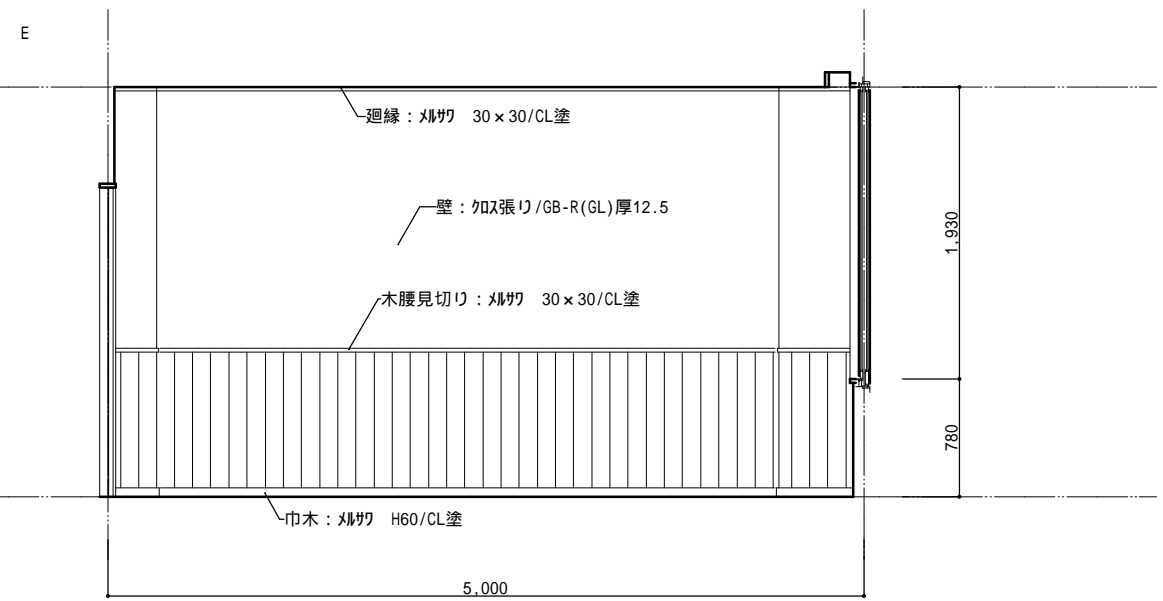 E
廻縁：ﾒﾙｻﾜ 30×30/CL塗
壁：ｸﾛｽ張り/GB-R(GL)厚12.5
1,930
木腰見切り：ﾒﾙｻﾜ 30×30/CL塗
780
巾木：ﾒﾙｻﾜ H60/CL塗
5,000